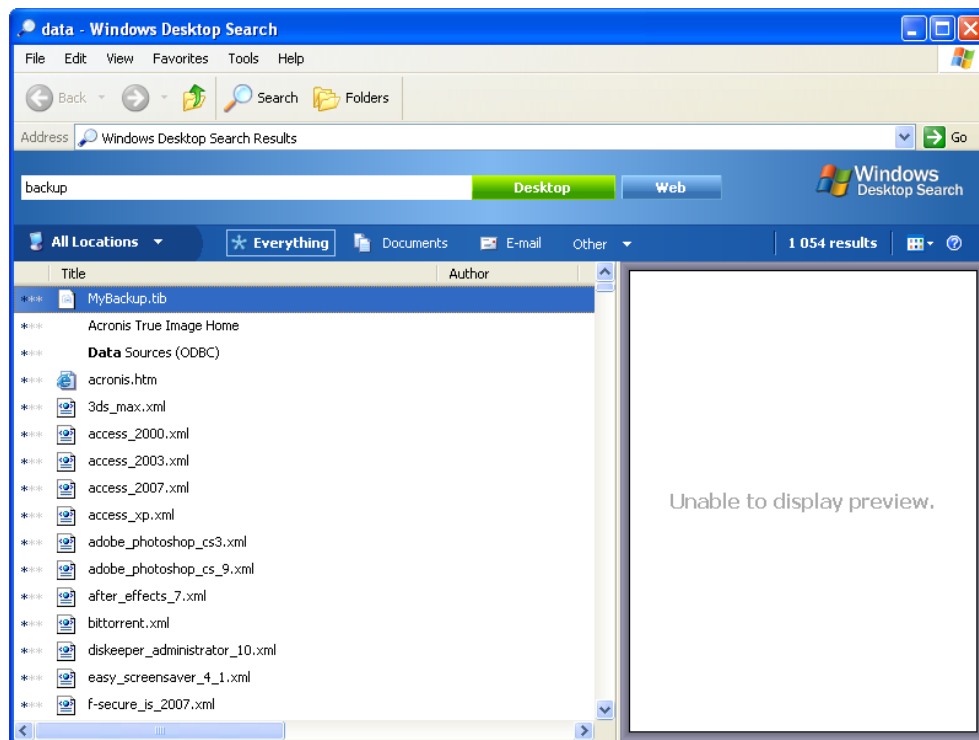 data - Windows Desktop Search
File Edit View Favorites Tools Help
Back Search Folders
Address Windows Desktop Search Results Go
backup Desktop Web Windows Desktop Search
All Locations Everything Documents E-mail Other 1 054 results
Title Author
MyBackup.tib
Acronis True Image Home
Data Sources (ODBC)
acronis.htm
3ds_max.xml
access_2000.xml
access_2003.xml
access_2007.xml
Unable to display preview.
access_xp.xml
adobe_photoshop_cs3.xml
adobe_photoshop_cs_9.xml
after_effects_7.xml
bittorrent.xml
diskeeper_administrator_10.xml
easy_screensaver_4_1.xml
f-secure_is_2007.xml